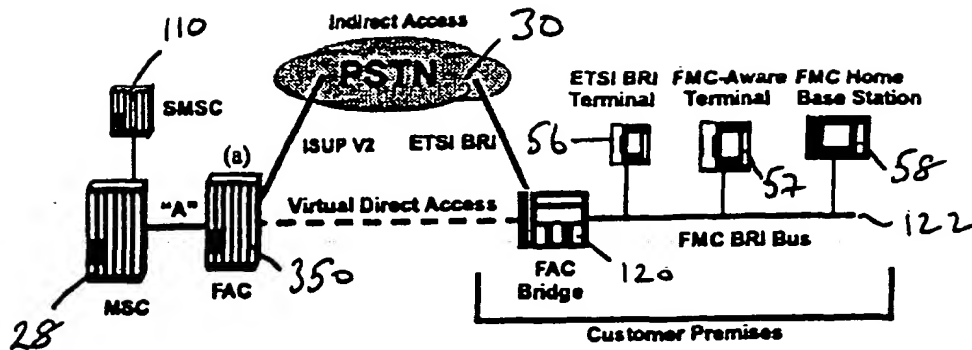 Indirect Access
110
30
PSTN
SMSC
ETSI BRI Terminal
FMC-Aware Terminal
FMC Home Base Station
ISUP V2
ETSI BRI
56
57
58
(a)
"A"
Virtual Direct Access
122
FMC BRI Bus
28
MSC
FAC
350
FAC Bridge
120
Customer Premises